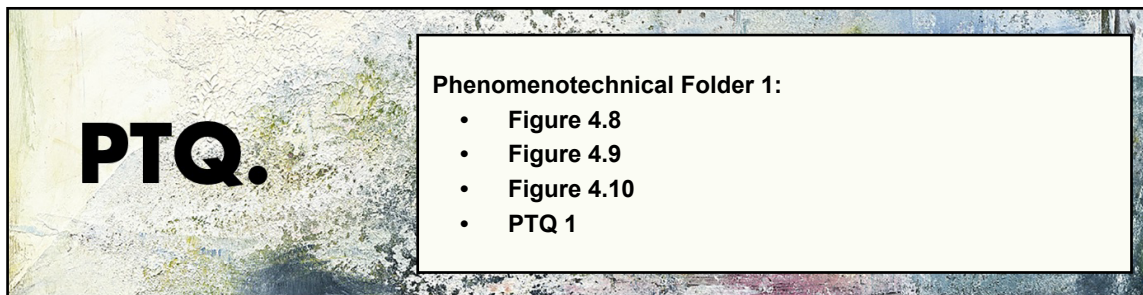 PTQ.
Phenomenotechnical Folder 1:
• Figure 4.8
• Figure 4.9
• Figure 4.10
• PTQ 1